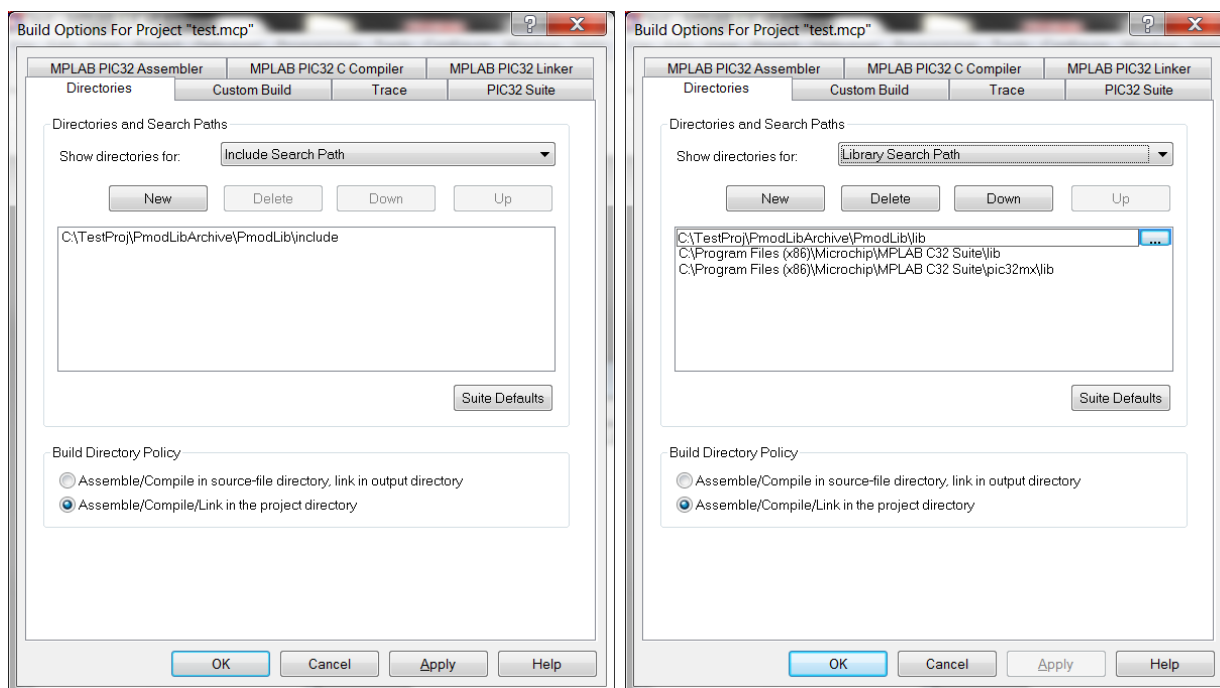 Build Options For Project "test.mcp"
MPLAB PIC32 Assembler MPLAB PIC32 C Compiler MPLAB PIC32 Linker
Directories Custom Build Trace PIC32 Suite
Directories and Search Paths
Show directories for: Include Search Path
New Delete Down Up
C:\TestProj\PmodLibArchive\PmodLib\include
Suite Defaults
Build Directory Policy
Assemble/Compile in source-file directory, link in output directory
Assemble/Compile/Link in the project directory
OK Cancel Apply Help
Build Options For Project "test.mcp"
MPLAB PIC32 Assembler MPLAB PIC32 C Compiler MPLAB PIC32 Linker
Directories Custom Build Trace PIC32 Suite
Directories and Search Paths
Show directories for: Library Search Path
New Delete Down Up
C:\TestProj\PmodLibArchive\PmodLib\lib ...
C:\Program Files (x86)\Microchip\MPLAB C32 Suite\lib
C:\Program Files (x86)\Microchip\MPLAB C32 Suite\pic32mx\lib
Suite Defaults
Build Directory Policy
Assemble/Compile in source-file directory, link in output directory
Assemble/Compile/Link in the project directory
OK Cancel Apply Help